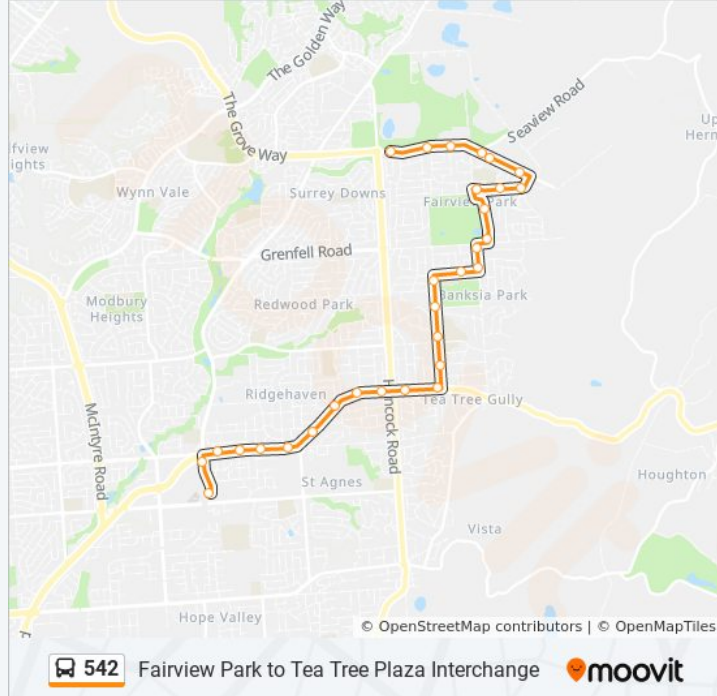 The Golden Way
The Grove Way
Seaview Road
Up
Herm
lfview
ights
Wynn Vale
Surrey Downs
Fairview Park
Grenfell Road
Modbury
Heights
Redwood Park
Banksia Park
Ridgehaven
Hancock Road
Tea Tree Gully
McIntyre Road
St Agnes
Houghton
Vista
Hope Valley
© OpenStreetMap contributors | © OpenMapTiles
542 Fairview Park to Tea Tree Plaza Interchange moovit